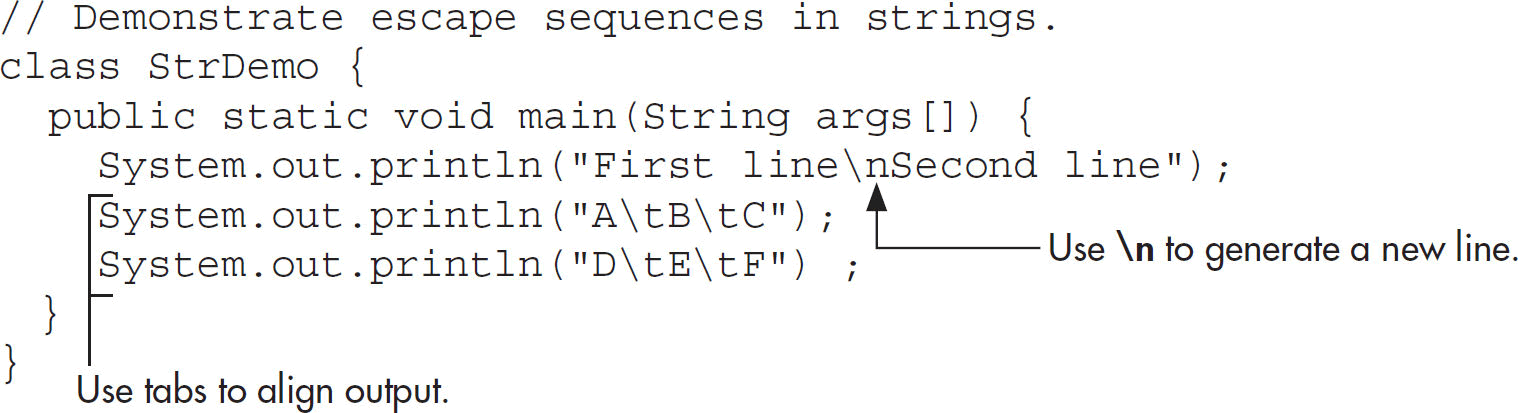 // Demonstrate escape sequences in strings.
class StrDemo {
  public static void main(String args[]) {
    System.out.println("First line\nSecond line");
    System.out.println("A\tB\tC");
    System.out.println("D\tE\tF") ;
  }
}
Use \n to generate a new line.
Use tabs to align output.